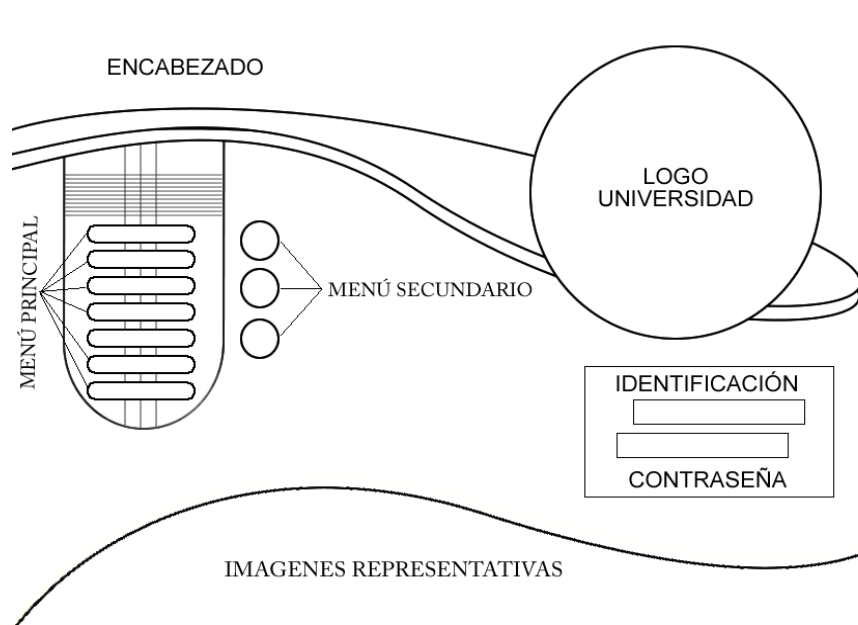 ENCABEZADO
LOGO
UNIVERSIDAD
MENÚ PRINCIPAL
MENÚ SECUNDARIO
IDENTIFICACIÓN
CONTRASEÑA
IMAGENES REPRESENTATIVAS